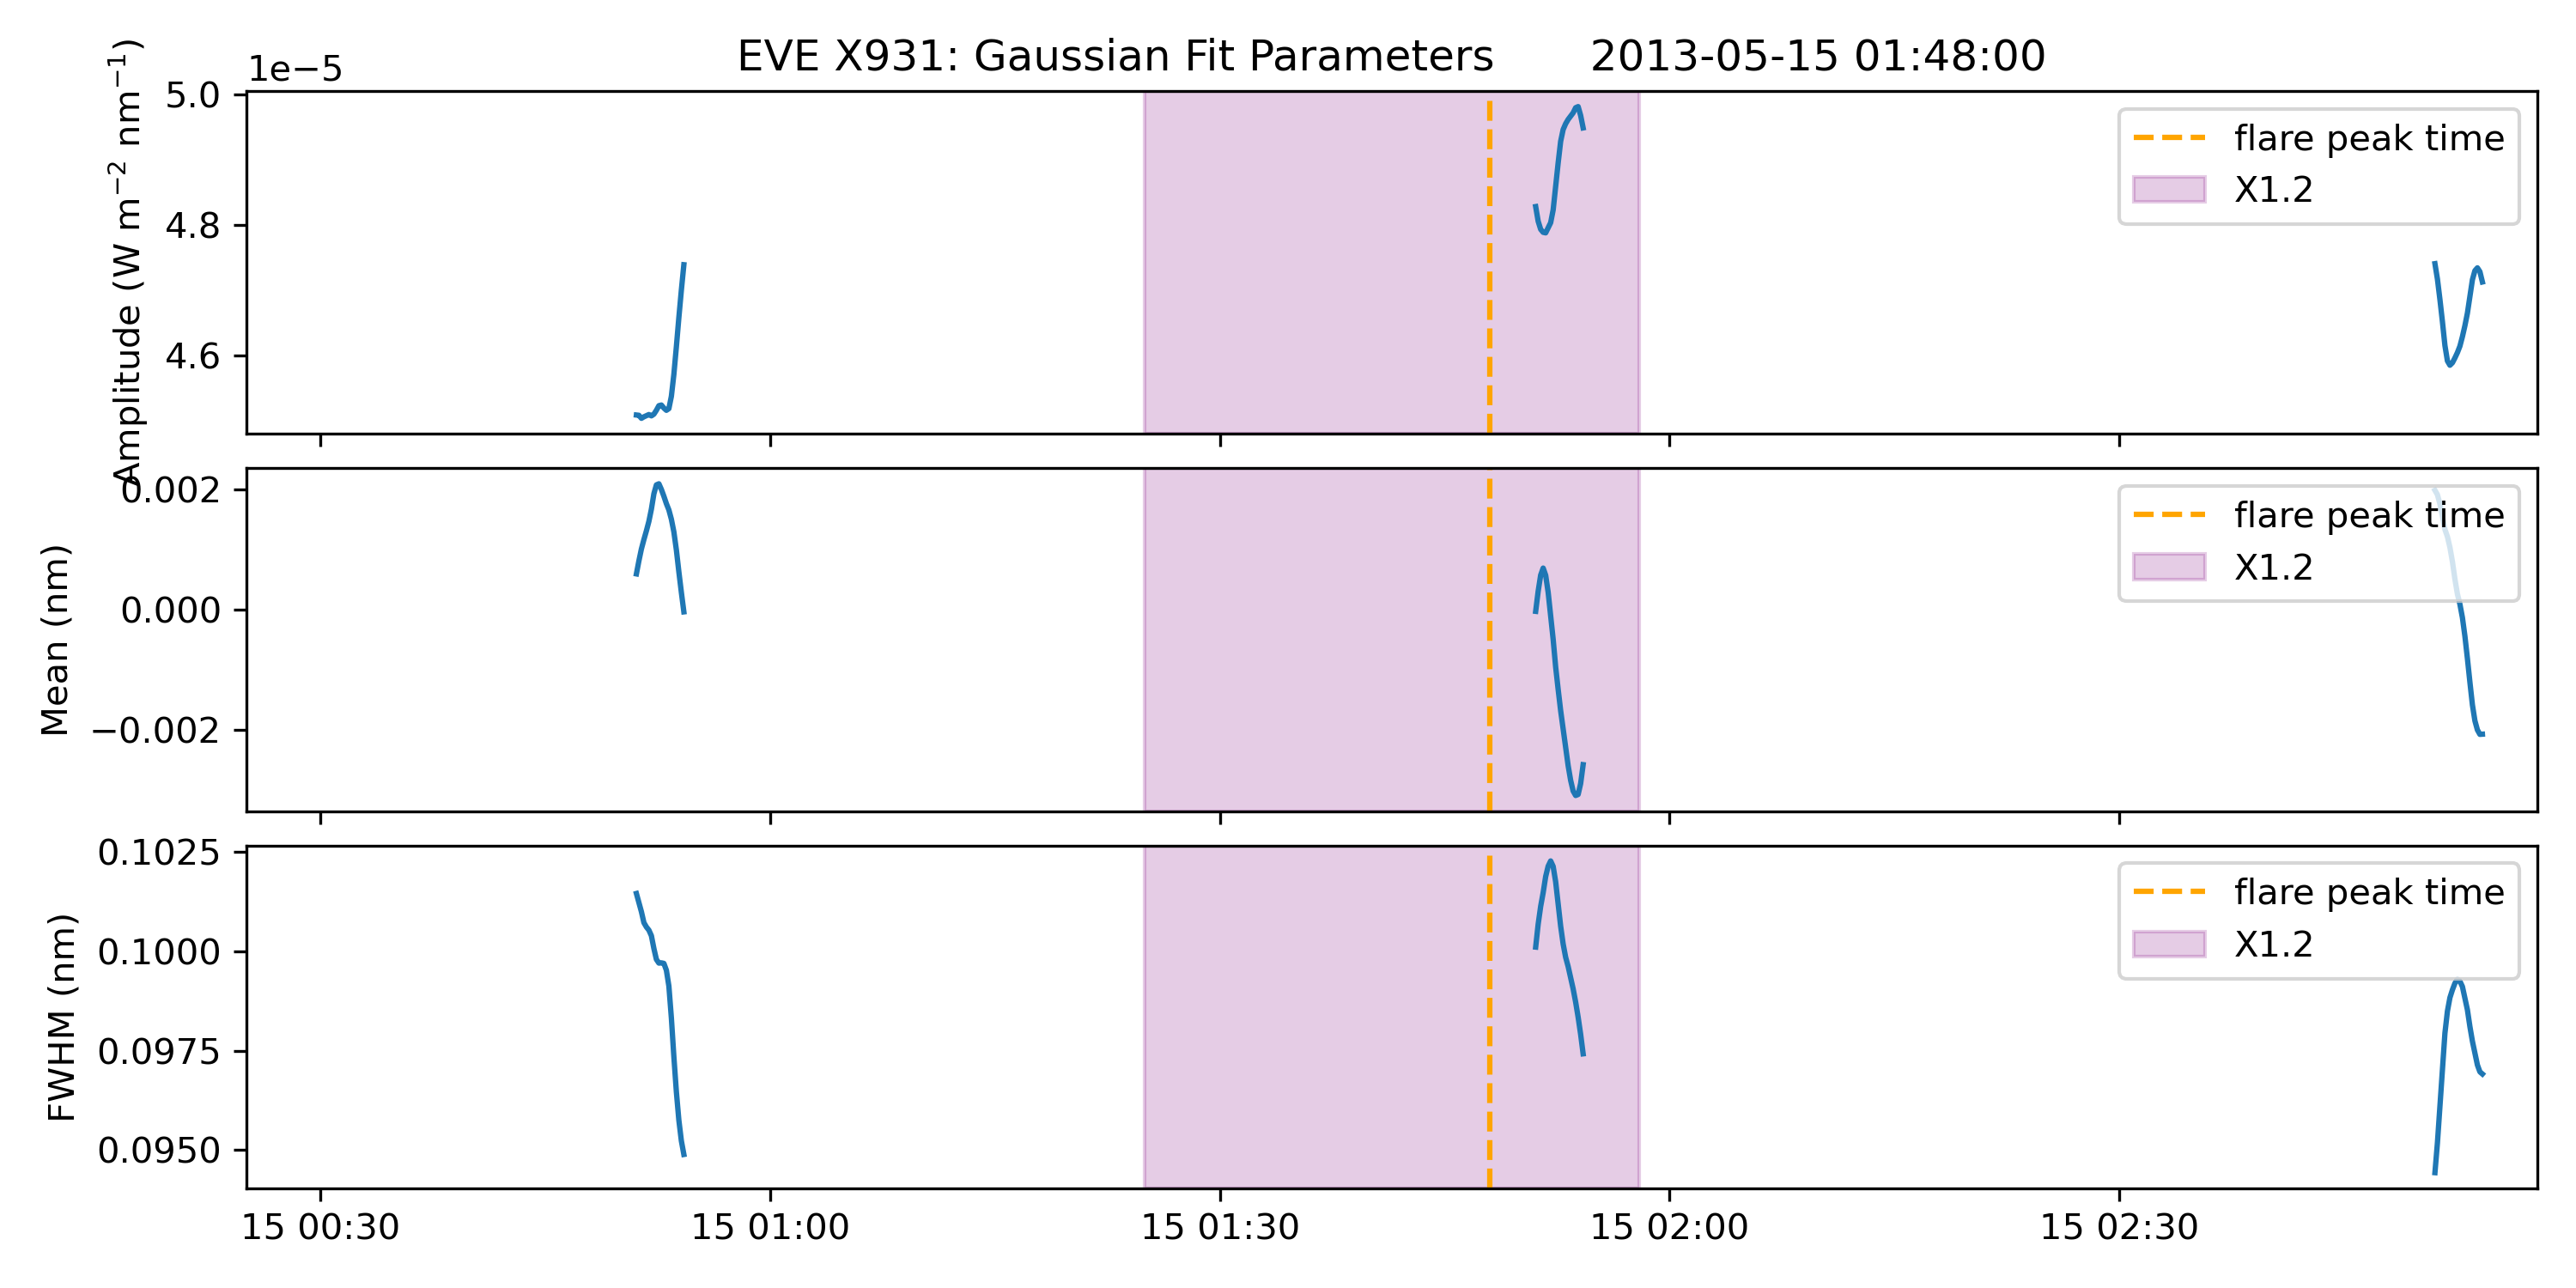 EVE X931: Gaussian Fit Parameters 2013-05-15 01:48:00
1e−5
Amplitude (W m⁻² nm⁻¹)
5.0
4.8
4.6
flare peak time
X1.2
Mean (nm)
0.002
0.000
−0.002
flare peak time
X1.2
FWHM (nm)
0.1025
0.1000
0.0975
0.0950
flare peak time
X1.2
15 00:30 15 01:00 15 01:30 15 02:00 15 02:30